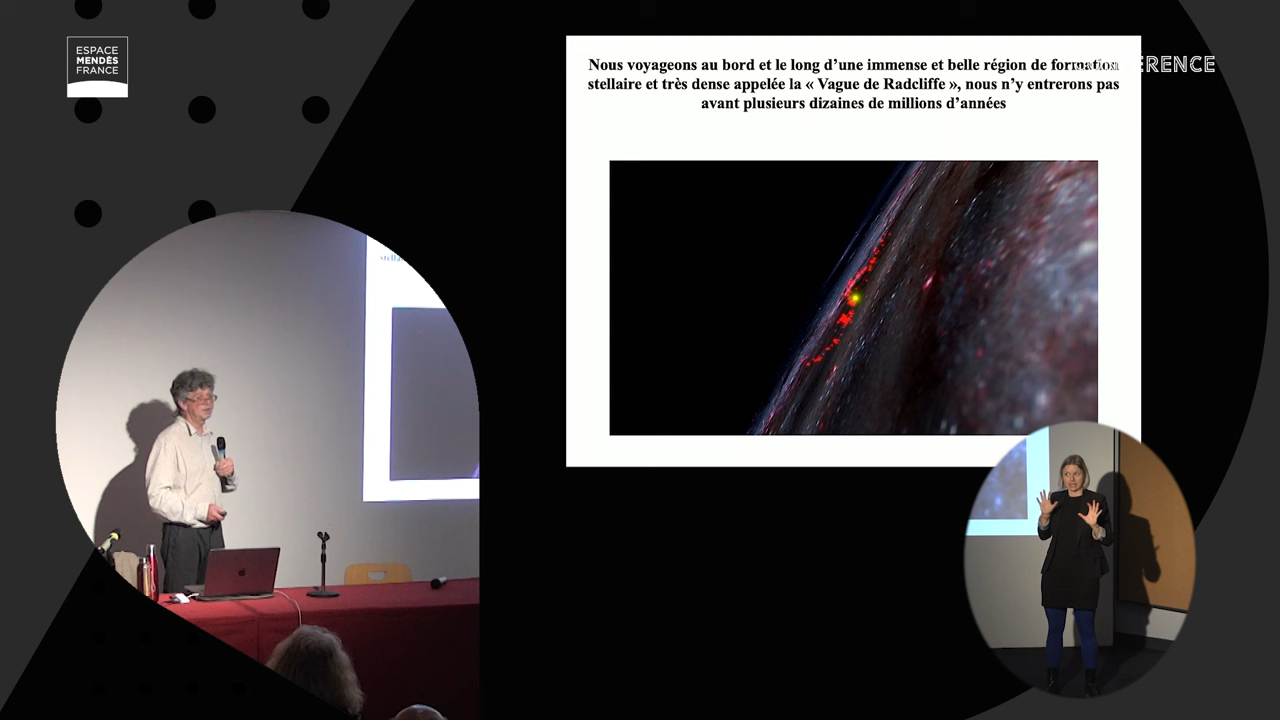 ESPACE
MENDÈS
FRANCE
Nous voyageons au bord et le long d’une immense et belle région de formation
stellaire et très dense appelée la « Vague de Radcliffe », nous n’y entrerons pas
avant plusieurs dizaines de millions d’années